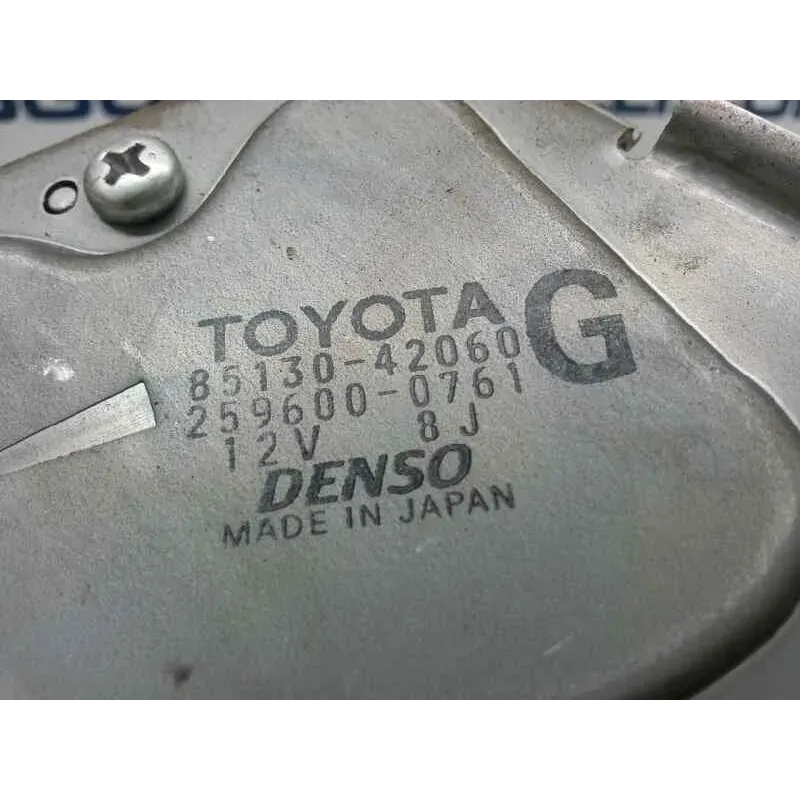 TOYOTA G
85130-42060
259600-0761
12V 8J
DENSO
MADE IN JAPAN